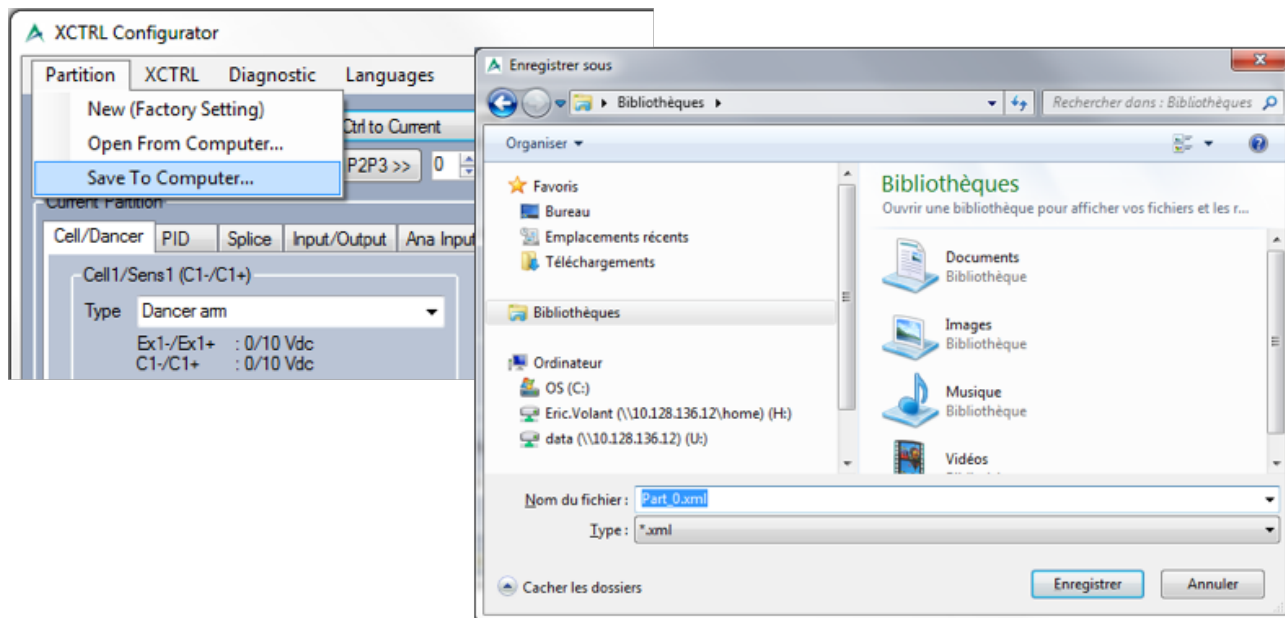 XCTRL Configurator
Partition XCTRL Diagnostic Languages
New (Factory Setting)
Open From Computer...
Save To Computer...
Ctrl to Current
P2P3 >> 0
Current Partition
Cell/Dancer PID Splice Input/Output Ana Input
Cell1/Sens1 (C1-/C1+)
Type Dancer arm
Ex1-/Ex1+ : 0/10 Vdc
C1-/C1+ : 0/10 Vdc
Enregistrer sous
Bibliothèques
Rechercher dans : Bibliothèques
Organiser
Favoris
Bureau
Emplacements récents
Téléchargements
Bibliothèques
Ordinateur
OS (C:)
Eric.Volant (\\10.128.136.12\home) (H:)
data (\\10.128.136.12) (U:)
Bibliothèques
Ouvrir une bibliothèque pour afficher vos fichiers et les r...
Documents
Bibliothèque
Images
Bibliothèque
Musique
Bibliothèque
Vidéos
Nom du fichier : Part_0.xml
Type : *.xml
Cacher les dossiers
Enregistrer Annuler